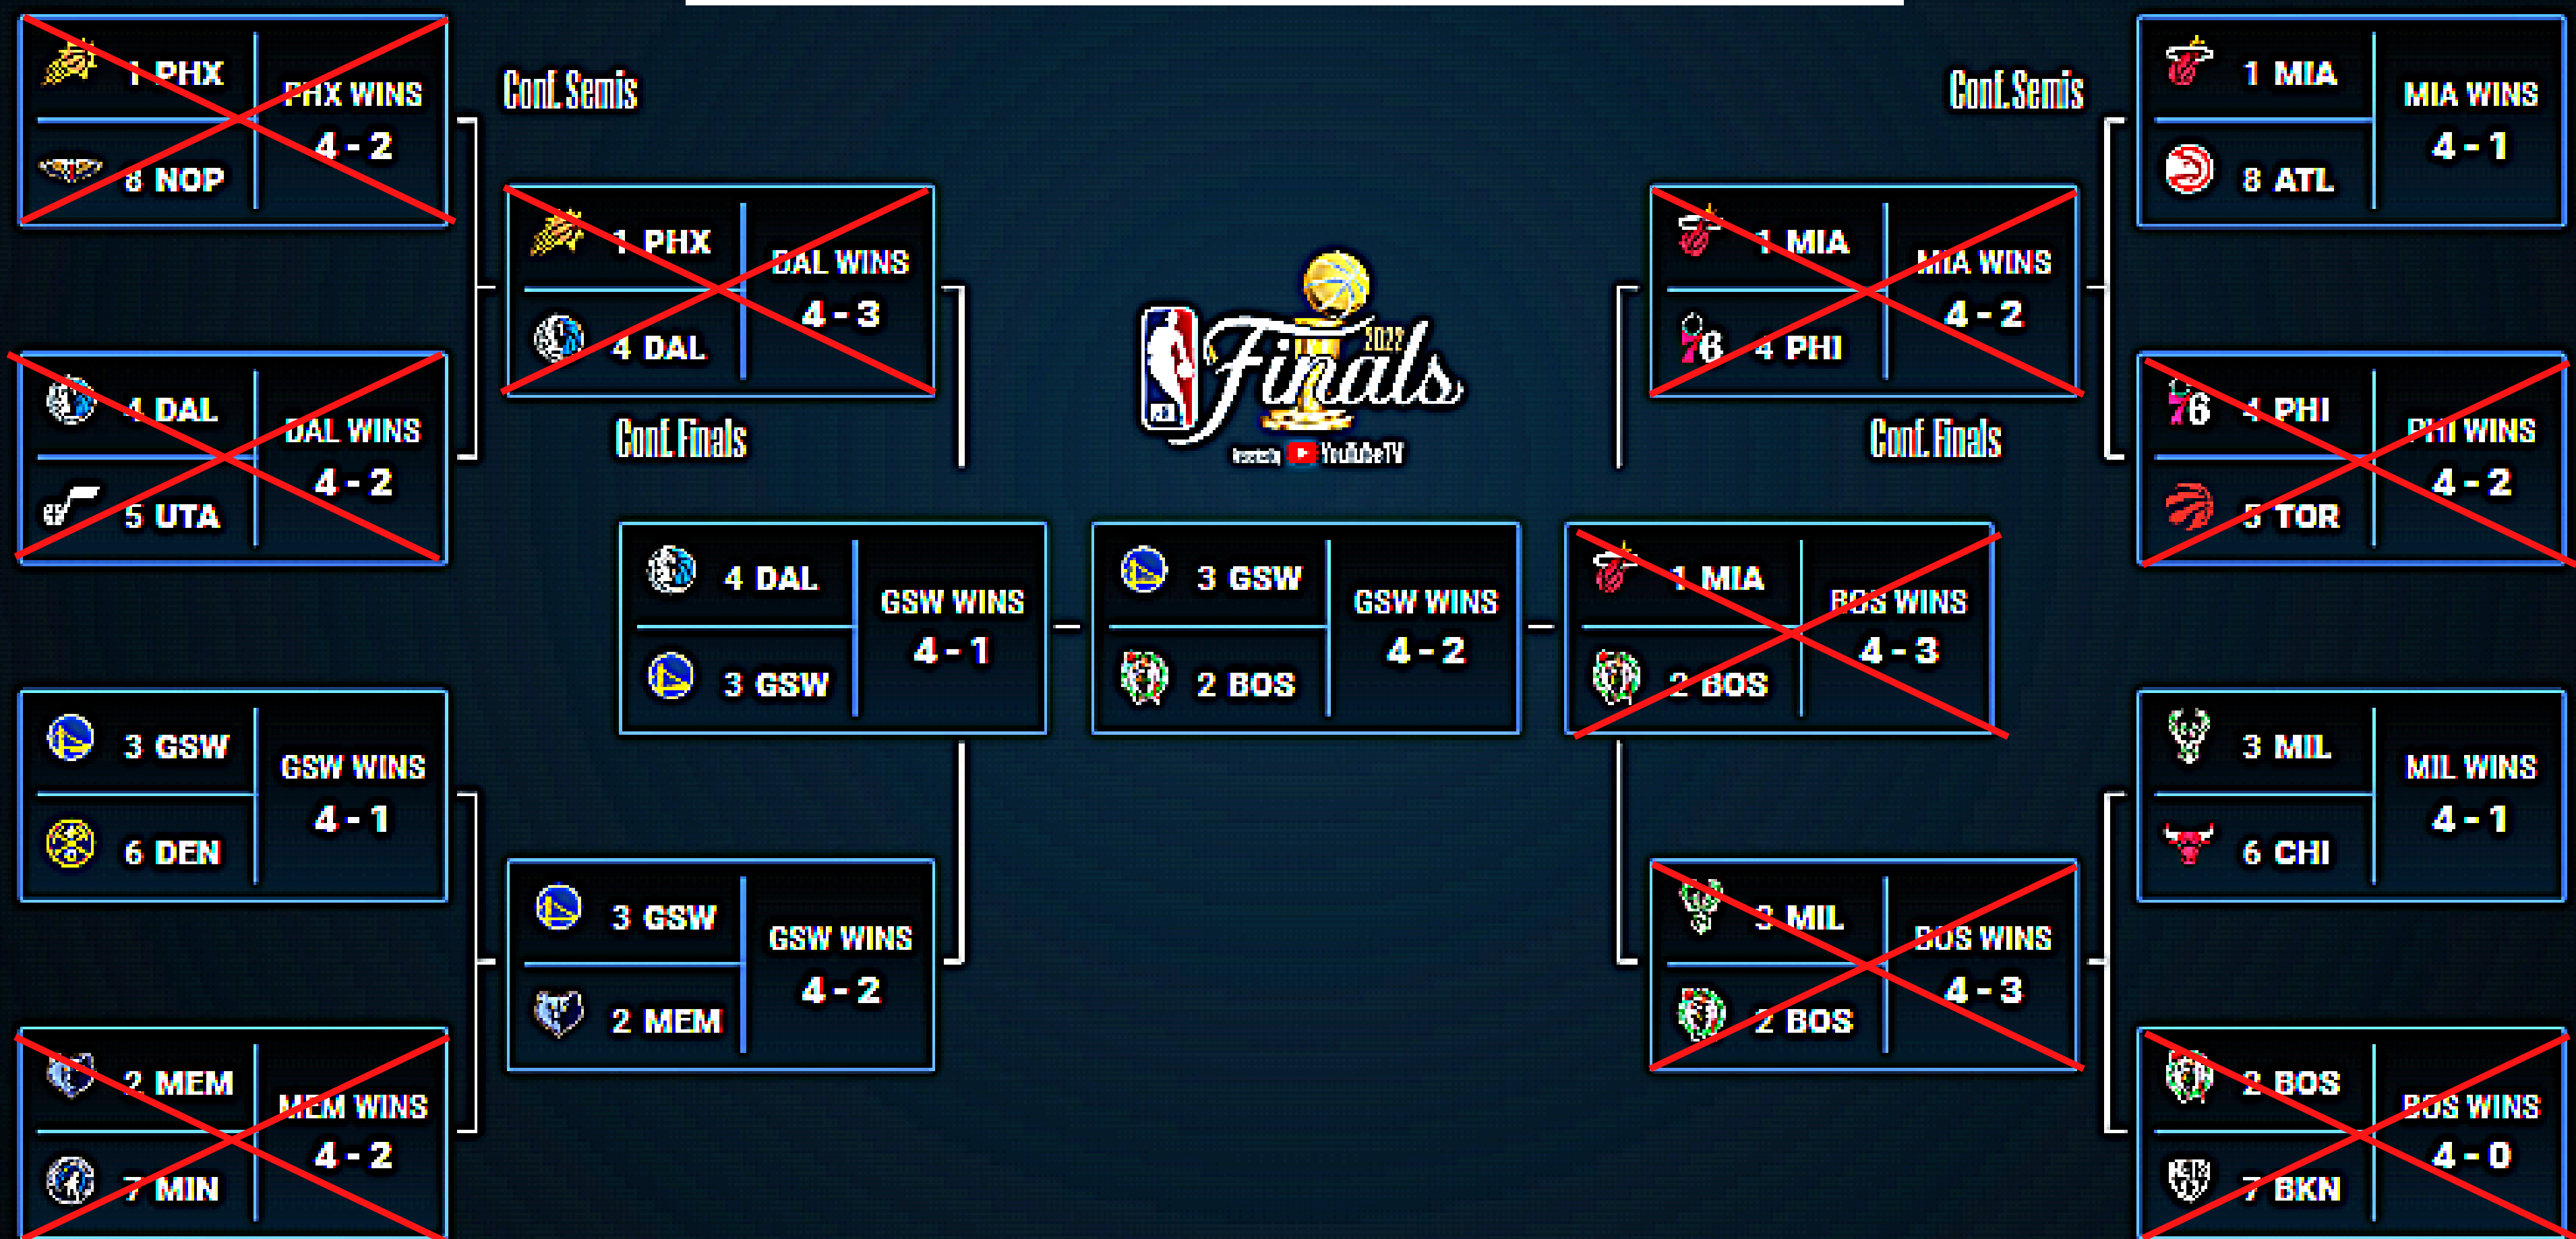 1 PHX
PHX WINS
4 - 2
8 NOP
4 DAL
DAL WINS
4 - 2
5 UTA
3 GSW
GSW WINS
4 - 1
6 DEN
2 MEM
MEM WINS
4 - 2
7 MIN
Conf. Semis
1 PHX
DAL WINS
4 - 3
4 DAL
Conf. Finals
4 DAL
GSW WINS
4 - 1
3 GSW
3 GSW
GSW WINS
4 - 2
2 MEM
2022
Finals
YouTubeTV
3 GSW
GSW WINS
4 - 2
2 BOS
Conf. Semis
1 MIA
MIA WINS
4 - 2
4 PHI
Conf. Finals
1 MIA
BOS WINS
4 - 3
2 BOS
3 MIL
BOS WINS
4 - 3
2 BOS
1 MIA
MIA WINS
4 - 1
8 ATL
4 PHI
PHI WINS
4 - 2
5 TOR
3 MIL
MIL WINS
4 - 1
6 CHI
2 BOS
BOS WINS
4 - 0
7 BKN